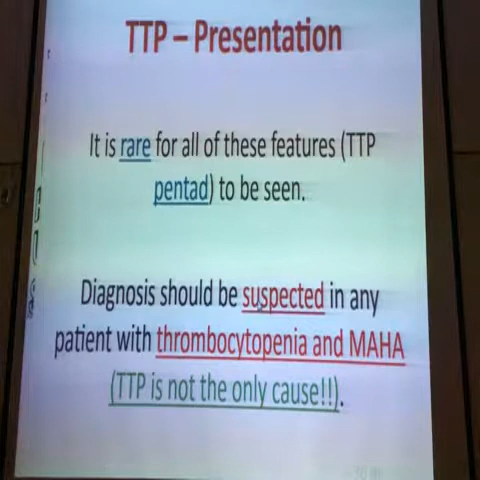 TTP – Presentation
It is rare for all of these features (TTP
pentad) to be seen.
Diagnosis should be suspected in any
patient with thrombocytopenia and MAHA
(TTP is not the only cause!!).